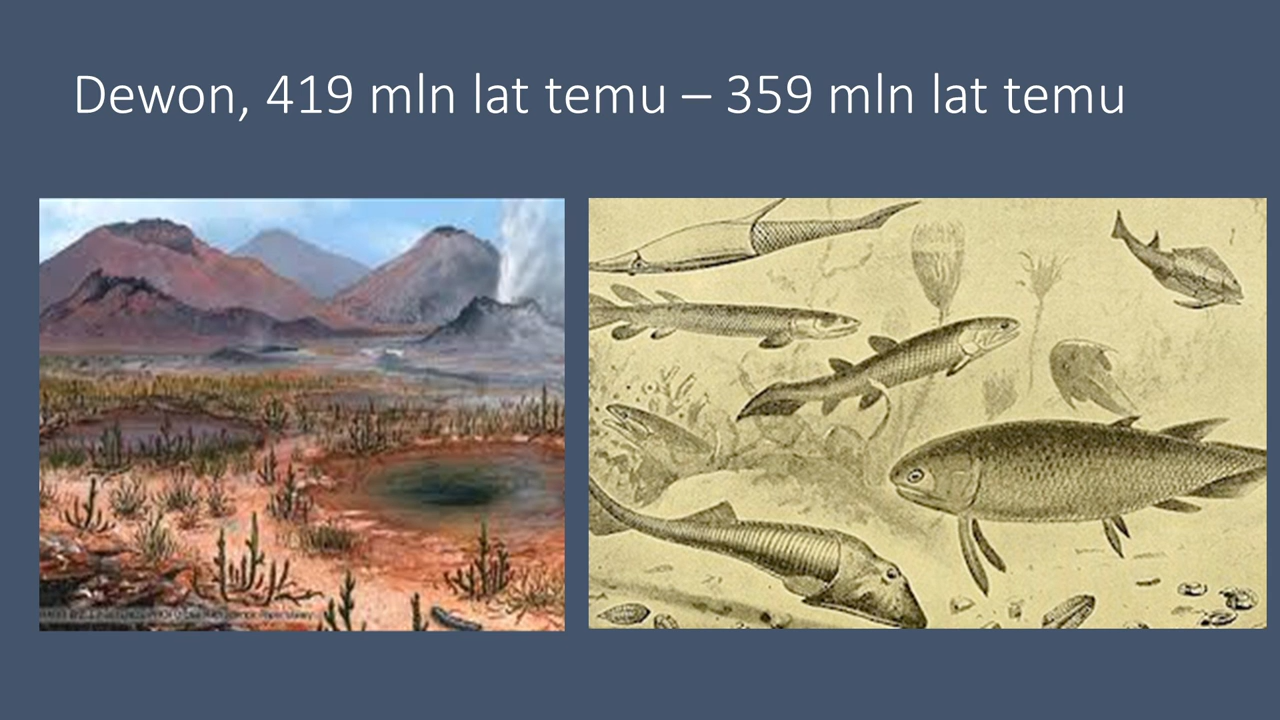 Dewon, 419 mln lat temu – 359 mln lat temu